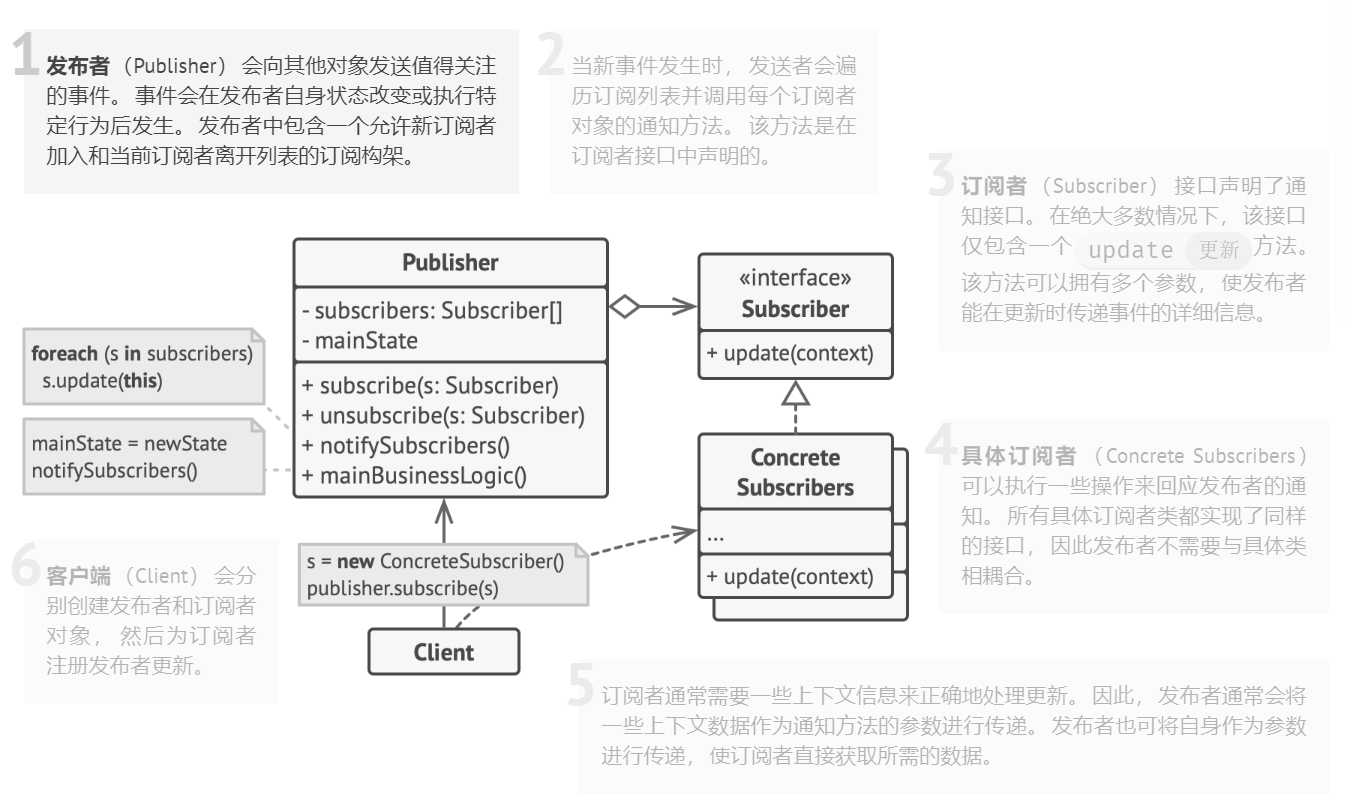 1
发布者 （Publisher） 会向其他对象发送值得关注
的事件。 事件会在发布者自身状态改变或执行特
定行为后发生。 发布者中包含一个允许新订阅者
加入和当前订阅者离开列表的订阅构架。
2
当新事件发生时， 发送者会遍
历订阅列表并调用每个订阅者
对象的通知方法。 该方法是在
订阅者接口中声明的。
3
订阅者 （Subscriber） 接口声明了通
知接口。 在绝大多数情况下， 该接口
仅包含一个 update 更新 方法。
该方法可以拥有多个参数， 使发布者
能在更新时传递事件的详细信息。
Publisher
- subscribers: Subscriber[]
- mainState
+ subscribe(s: Subscriber)
+ unsubscribe(s: Subscriber)
+ notifySubscribers()
+ mainBusinessLogic()
foreach (s in subscribers)
s.update(this)
mainState = newState
notifySubscribers()
«interface»
Subscriber
+ update(context)
Concrete
Subscribers
...
+ update(context)
4
具体订阅者 （Concrete Subscribers）
可以执行一些操作来回应发布者的通
知。 所有具体订阅者类都实现了同样
的接口， 因此发布者不需要与具体类
相耦合。
s = new ConcreteSubscriber()
publisher.subscribe(s)
Client
6
客户端 （Client） 会分
别创建发布者和订阅者
对象， 然后为订阅者
注册发布者更新。
5
订阅者通常需要一些上下文信息来正确地处理更新。 因此， 发布者通常会将
一些上下文数据作为通知方法的参数进行传递。 发布者也可将自身作为参数
进行传递， 使订阅者直接获取所需的数据。